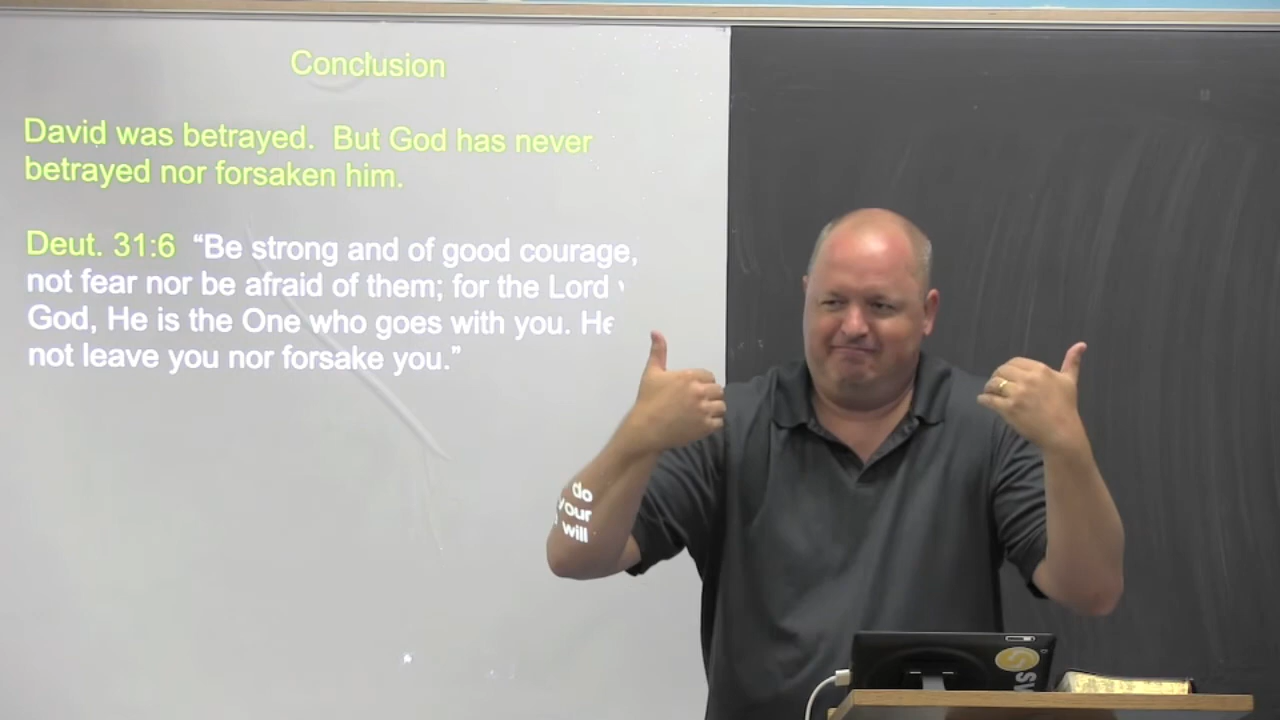 Conclusion
David was betrayed. But God has never
betrayed nor forsaken him.
Deut. 31:6 “Be strong and of good courage, do
not fear nor be afraid of them; for the Lord your
God, He is the One who goes with you. He will
not leave you nor forsake you.”